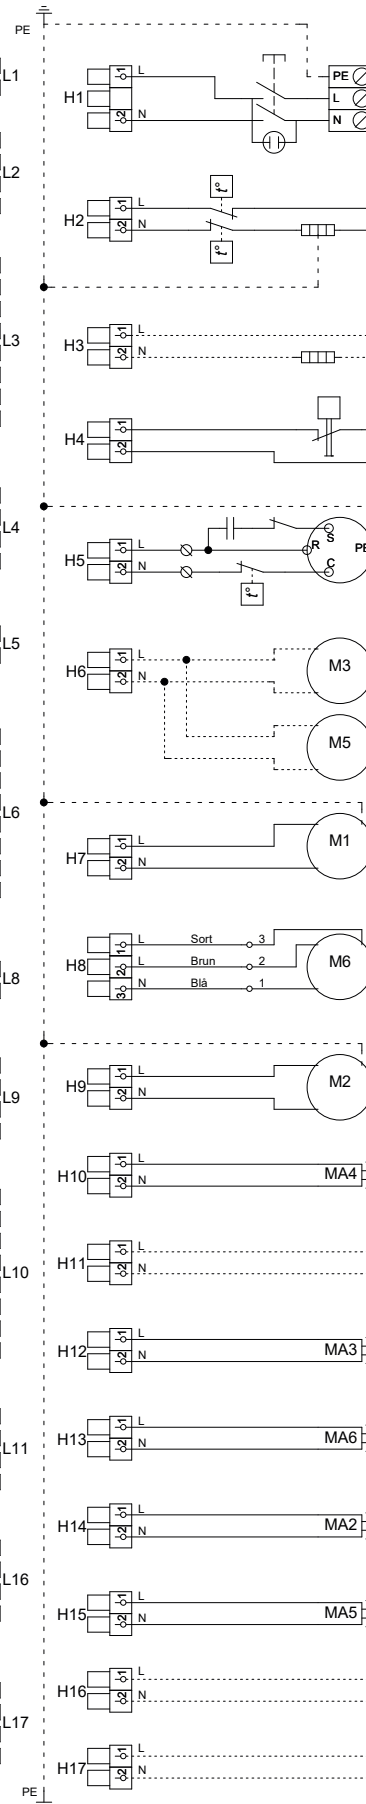 PE
L1
H1
1 L
2 N
PE
L
N
L2
H2
1 L
2 N
t°
t°
L3
H3
1 L
2 N
H4
1
2
L4
H5
1 L
2 N
S
R
C
PE
t°
L5
H6
1 L
2 N
M3
M5
L6
H7
1 L
2 N
M1
L8
H8
1 L Sort 3
2 L Brun 2
3 N Blå 1
M6
L9
H9
1 L
2 N
M2
H10
1 L
2 N
MA4
L10
H11
1 L
2 N
H12
1 L
2 N
MA3
L11
H13
1 L
2 N
MA6
H14
1 L
2 N
MA2
L16
H15
1 L
2 N
MA5
H16
1 L
2 N
L17
H17
1 L
2 N
PE